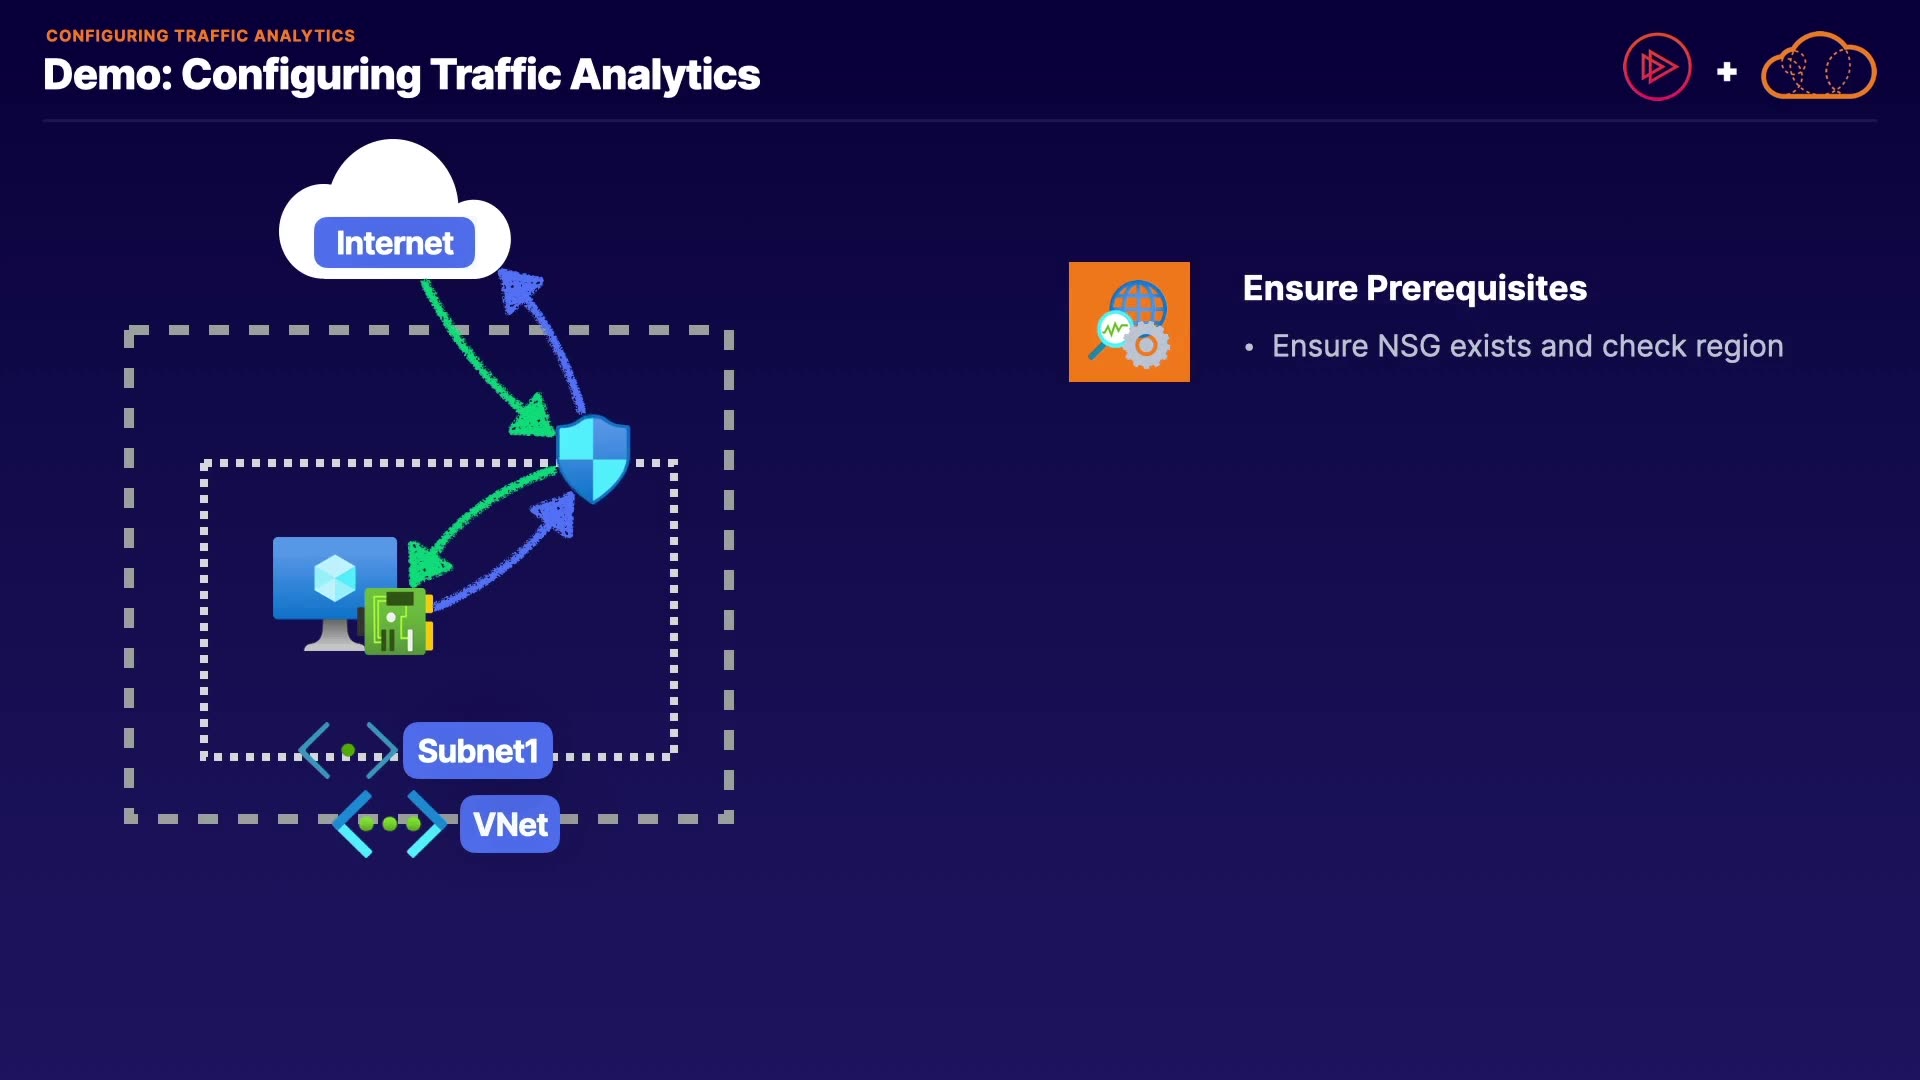 CONFIGURING TRAFFIC ANALYTICS
Demo: Configuring Traffic Analytics
+
Internet
Ensure Prerequisites
• Ensure NSG exists and check region
Subnet1
VNet